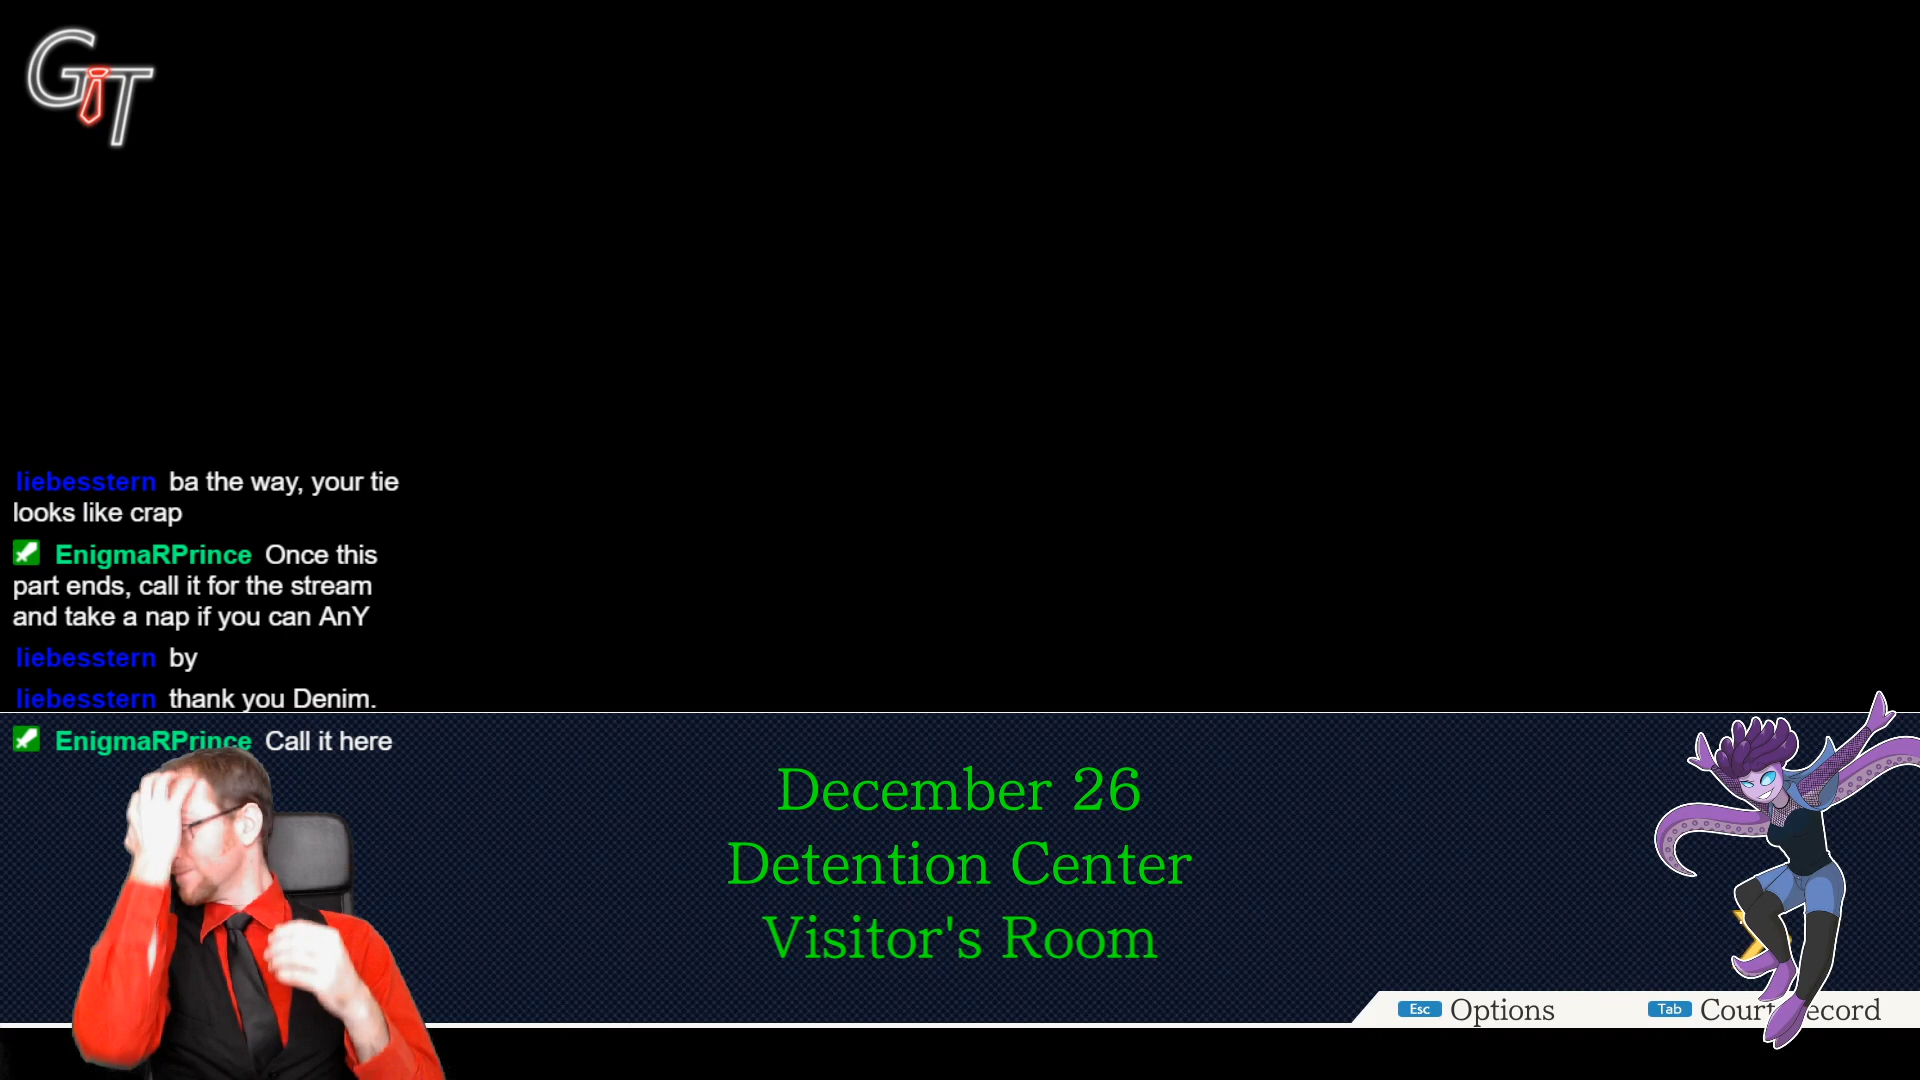 GiT
liebesstern ba the way, your tie
looks like crap
EnigmaRPrince Once this
part ends, call it for the stream
and take a nap if you can AnY
liebesstern by
liebesstern thank you Denim.
EnigmaRPrince Call it here
December 26
Detention Center
Visitor's Room
Esc Options
Tab Court Record